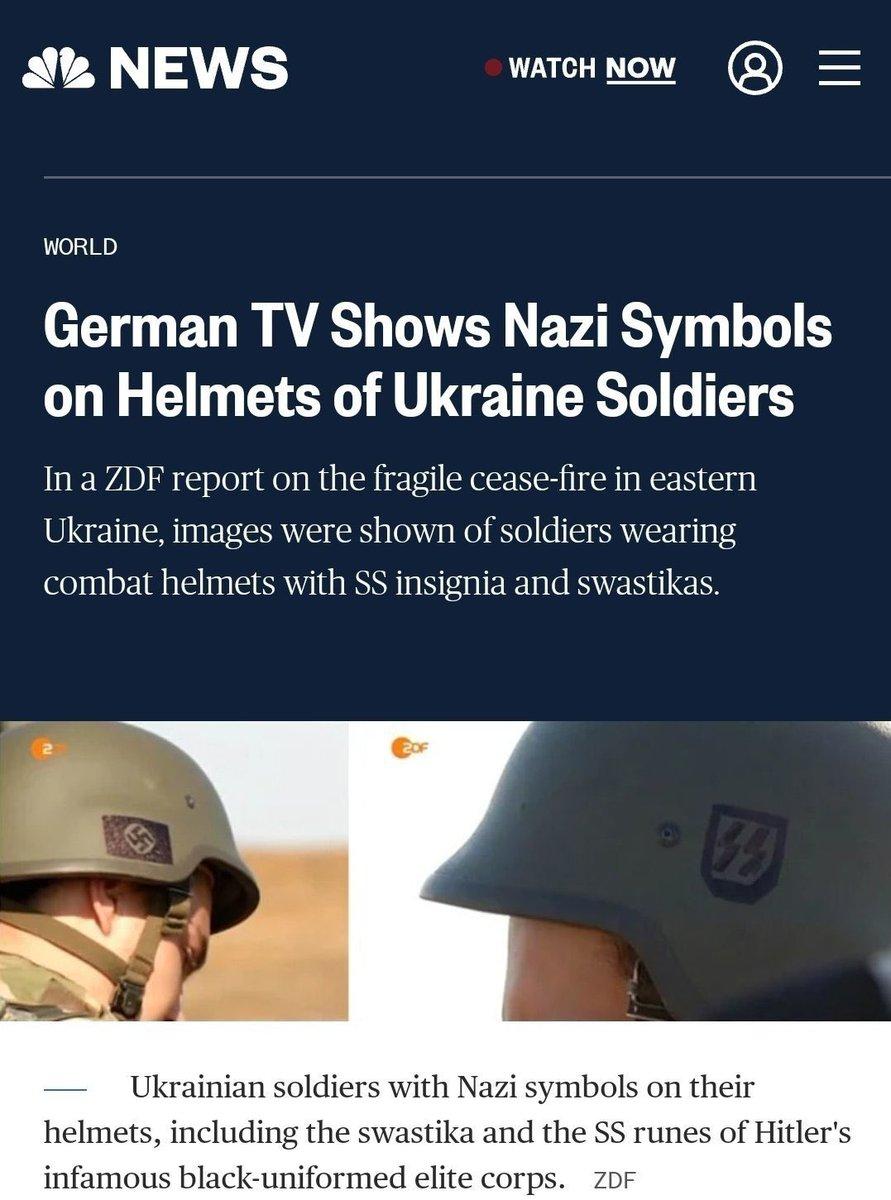 NEWS
WATCH NOW
WORLD
German TV Shows Nazi Symbols
on Helmets of Ukraine Soldiers
In a ZDF report on the fragile cease-fire in eastern
Ukraine, images were shown of soldiers wearing
combat helmets with SS insignia and swastikas.
2
ZDF
Ukrainian soldiers with Nazi symbols on their
helmets, including the swastika and the SS runes of Hitler's
infamous black-uniformed elite corps. ZDF